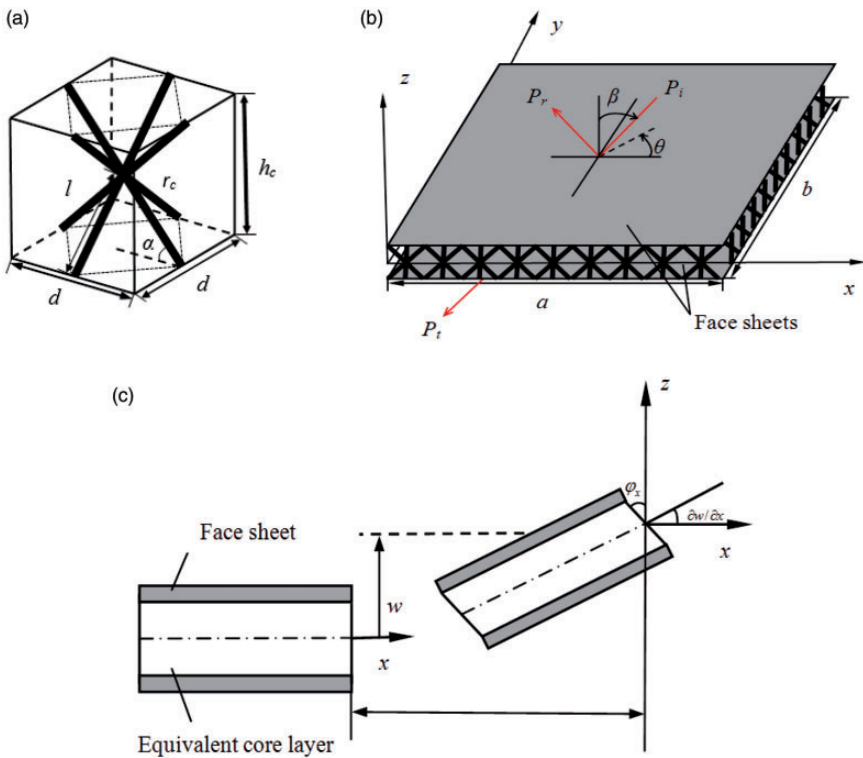 (a)
l
r_c
h_c
α
d
d
(b)
y
z
P_r
β
P_i
θ
b
a
x
P_t
Face sheets
(c)
z
φ_x
∂w/∂x
x
Face sheet
w
x
Equivalent core layer